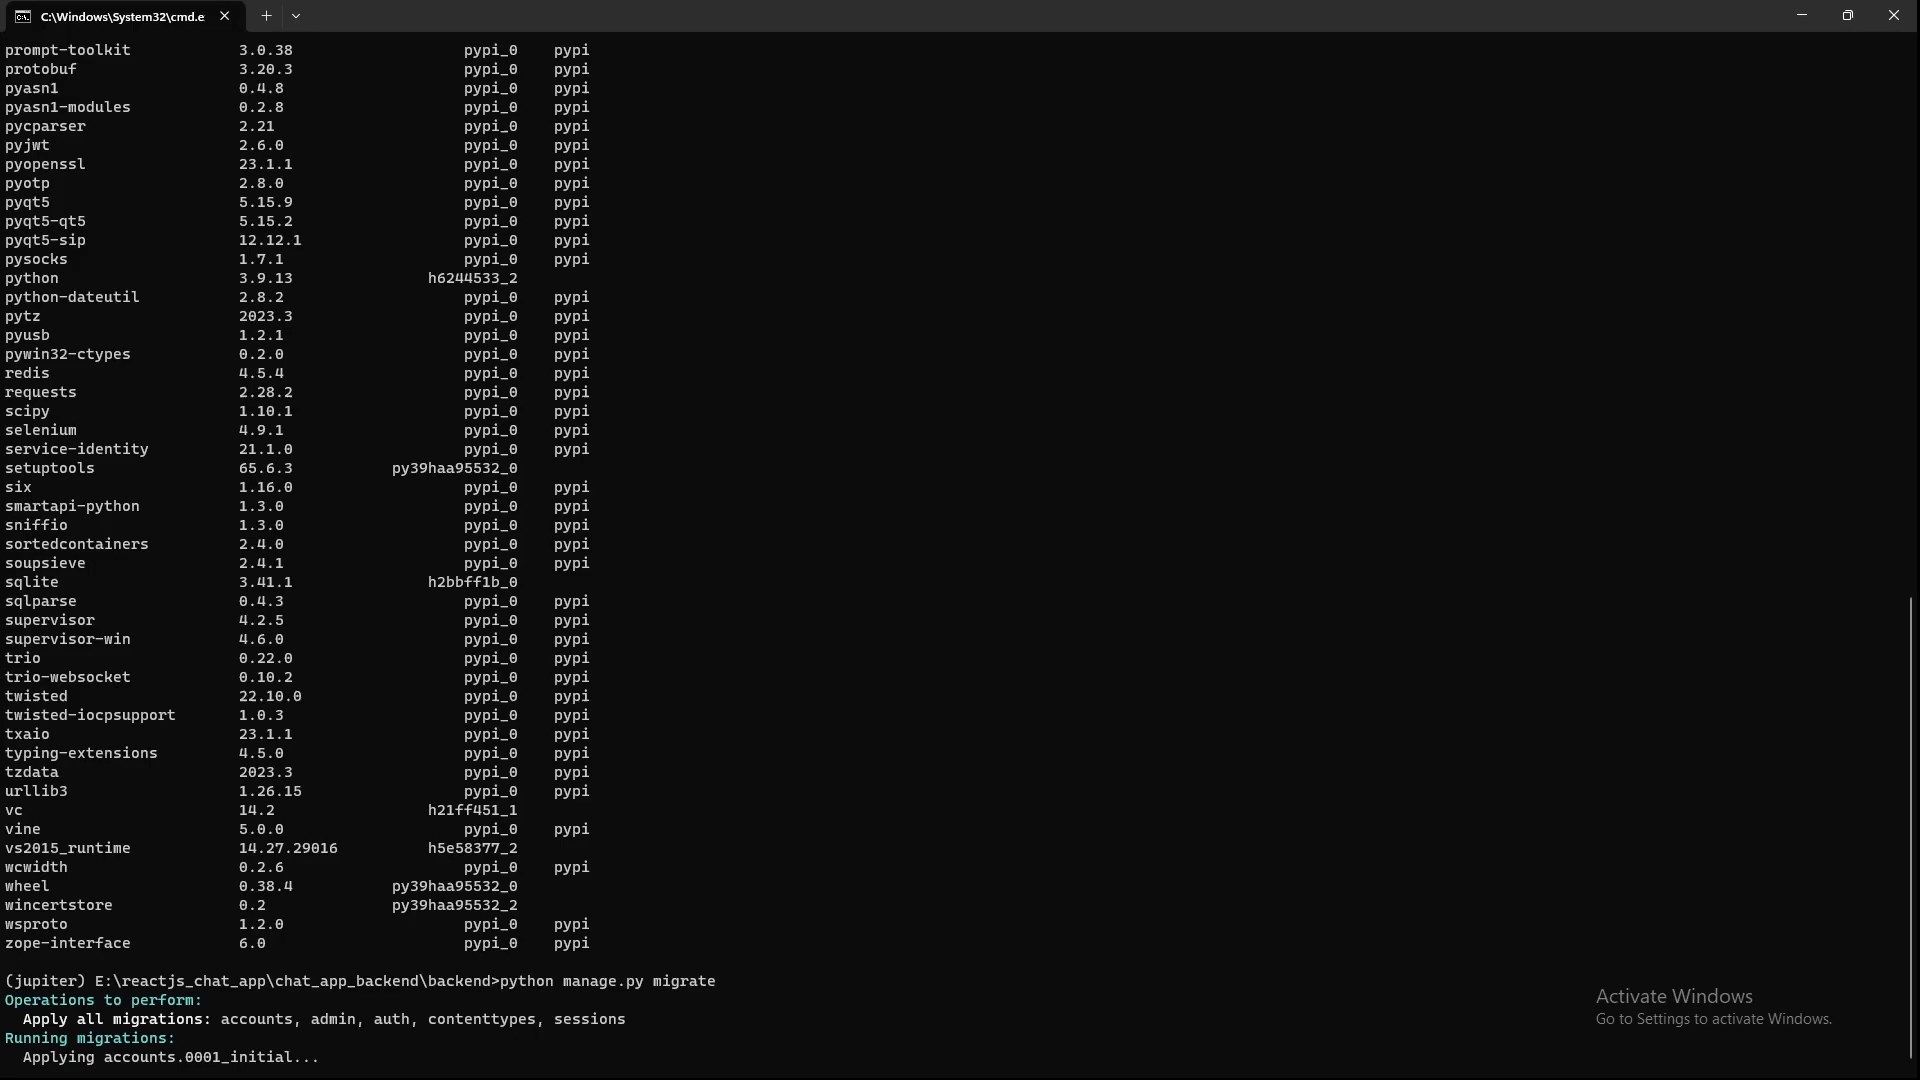 C:\Windows\System32\cmd.e
prompt-toolkit 3.0.38 pypi_0 pypi
protobuf 3.20.3 pypi_0 pypi
pyasn1 0.4.8 pypi_0 pypi
pyasn1-modules 0.2.8 pypi_0 pypi
pycparser 2.21 pypi_0 pypi
pyjwt 2.6.0 pypi_0 pypi
pyopenssl 23.1.1 pypi_0 pypi
pyotp 2.8.0 pypi_0 pypi
pyqt5 5.15.9 pypi_0 pypi
pyqt5-qt5 5.15.2 pypi_0 pypi
pyqt5-sip 12.12.1 pypi_0 pypi
pysocks 1.7.1 pypi_0 pypi
python 3.9.13 h6244533_2
python-dateutil 2.8.2 pypi_0 pypi
pytz 2023.3 pypi_0 pypi
pyusb 1.2.1 pypi_0 pypi
pywin32-ctypes 0.2.0 pypi_0 pypi
redis 4.5.4 pypi_0 pypi
requests 2.28.2 pypi_0 pypi
scipy 1.10.1 pypi_0 pypi
selenium 4.9.1 pypi_0 pypi
service-identity 21.1.0 pypi_0 pypi
setuptools 65.6.3 py39haa95532_0
six 1.16.0 pypi_0 pypi
smartapi-python 1.3.0 pypi_0 pypi
sniffio 1.3.0 pypi_0 pypi
sortedcontainers 2.4.0 pypi_0 pypi
soupsieve 2.4.1 pypi_0 pypi
sqlite 3.41.1 h2bbff1b_0
sqlparse 0.4.3 pypi_0 pypi
supervisor 4.2.5 pypi_0 pypi
supervisor-win 4.6.0 pypi_0 pypi
trio 0.22.0 pypi_0 pypi
trio-websocket 0.10.2 pypi_0 pypi
twisted 22.10.0 pypi_0 pypi
twisted-iocpsupport 1.0.3 pypi_0 pypi
txaio 23.1.1 pypi_0 pypi
typing-extensions 4.5.0 pypi_0 pypi
tzdata 2023.3 pypi_0 pypi
urllib3 1.26.15 pypi_0 pypi
vc 14.2 h21ff451_1
vine 5.0.0 pypi_0 pypi
vs2015_runtime 14.27.29016 h5e58377_2
wcwidth 0.2.6 pypi_0 pypi
wheel 0.38.4 py39haa95532_0
wincertstore 0.2 py39haa95532_2
wsproto 1.2.0 pypi_0 pypi
zope-interface 6.0 pypi_0 pypi
(jupiter) E:\reactjs_chat_app\chat_app_backend\backend>python manage.py migrate
Operations to perform:
Apply all migrations: accounts, admin, auth, contenttypes, sessions
Running migrations:
Applying accounts.0001_initial...
Activate Windows
Go to Settings to activate Windows.